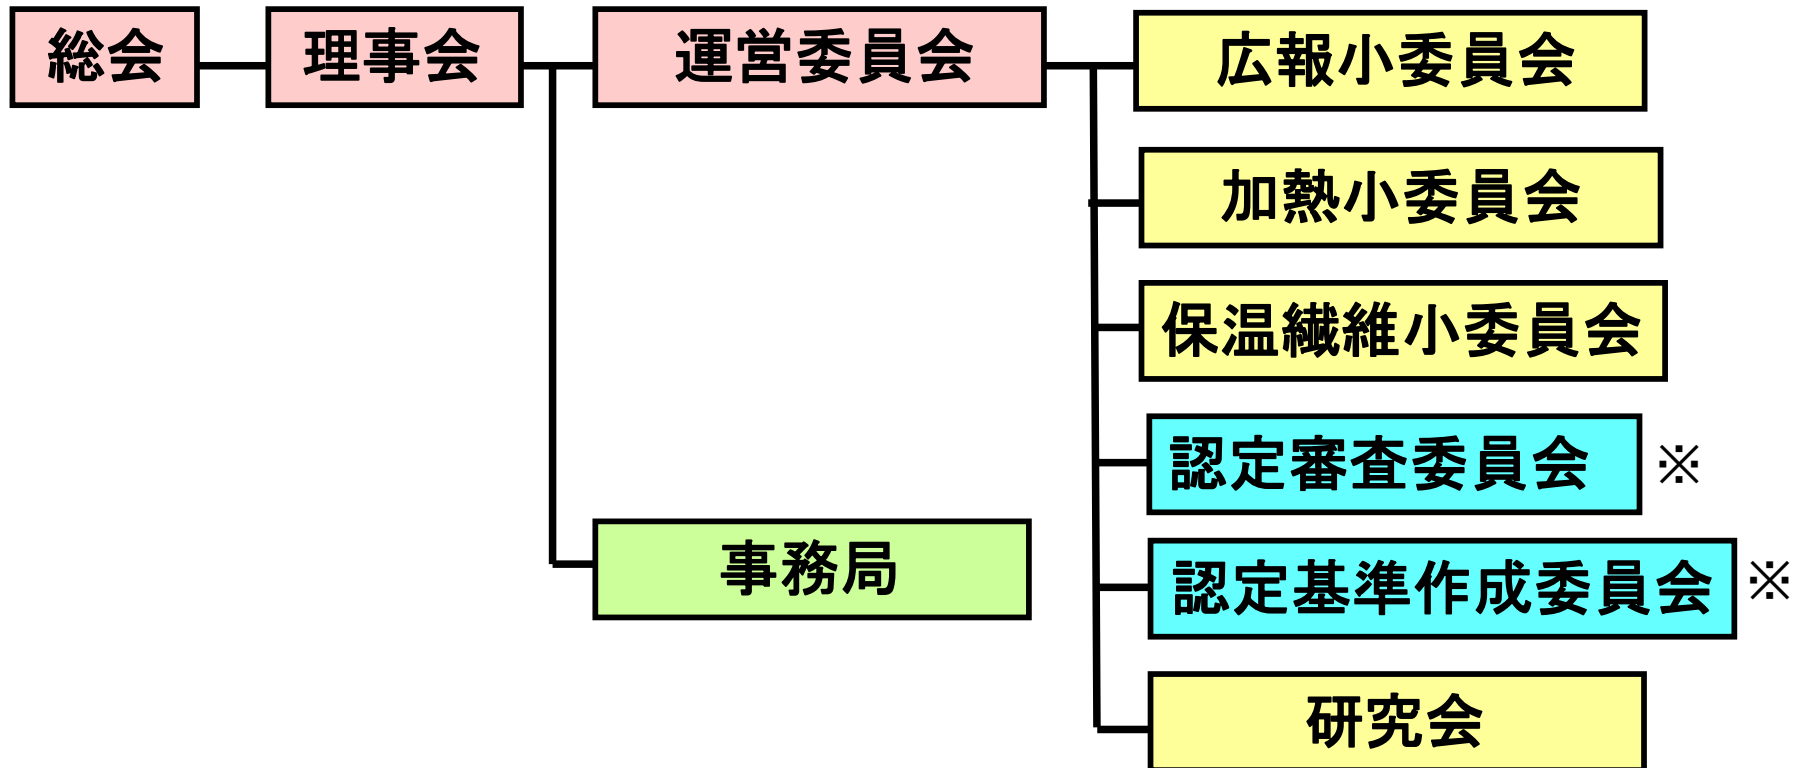 総会
理事会
運営委員会
広報小委員会
加熱小委員会
保温繊維小委員会
認定審査委員会 ※
事務局
認定基準作成委員会 ※
研究会